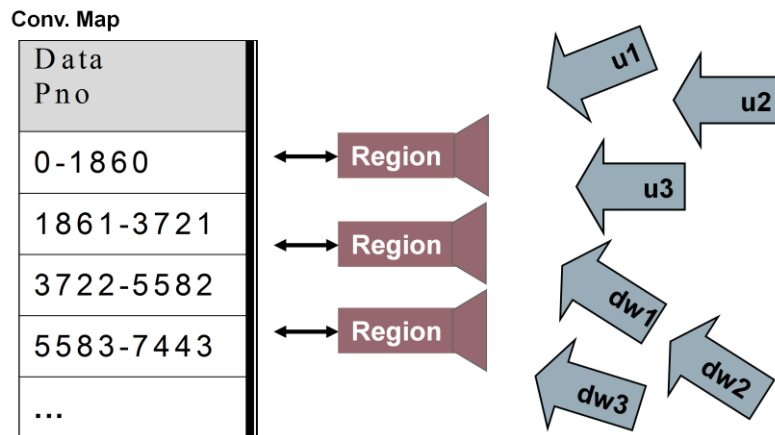 Conv. Map
Data
Pno
0-1860
1861-3721
3722-5582
5583-7443
...
Region
Region
Region
u1
u2
u3
dw1
dw2
dw3